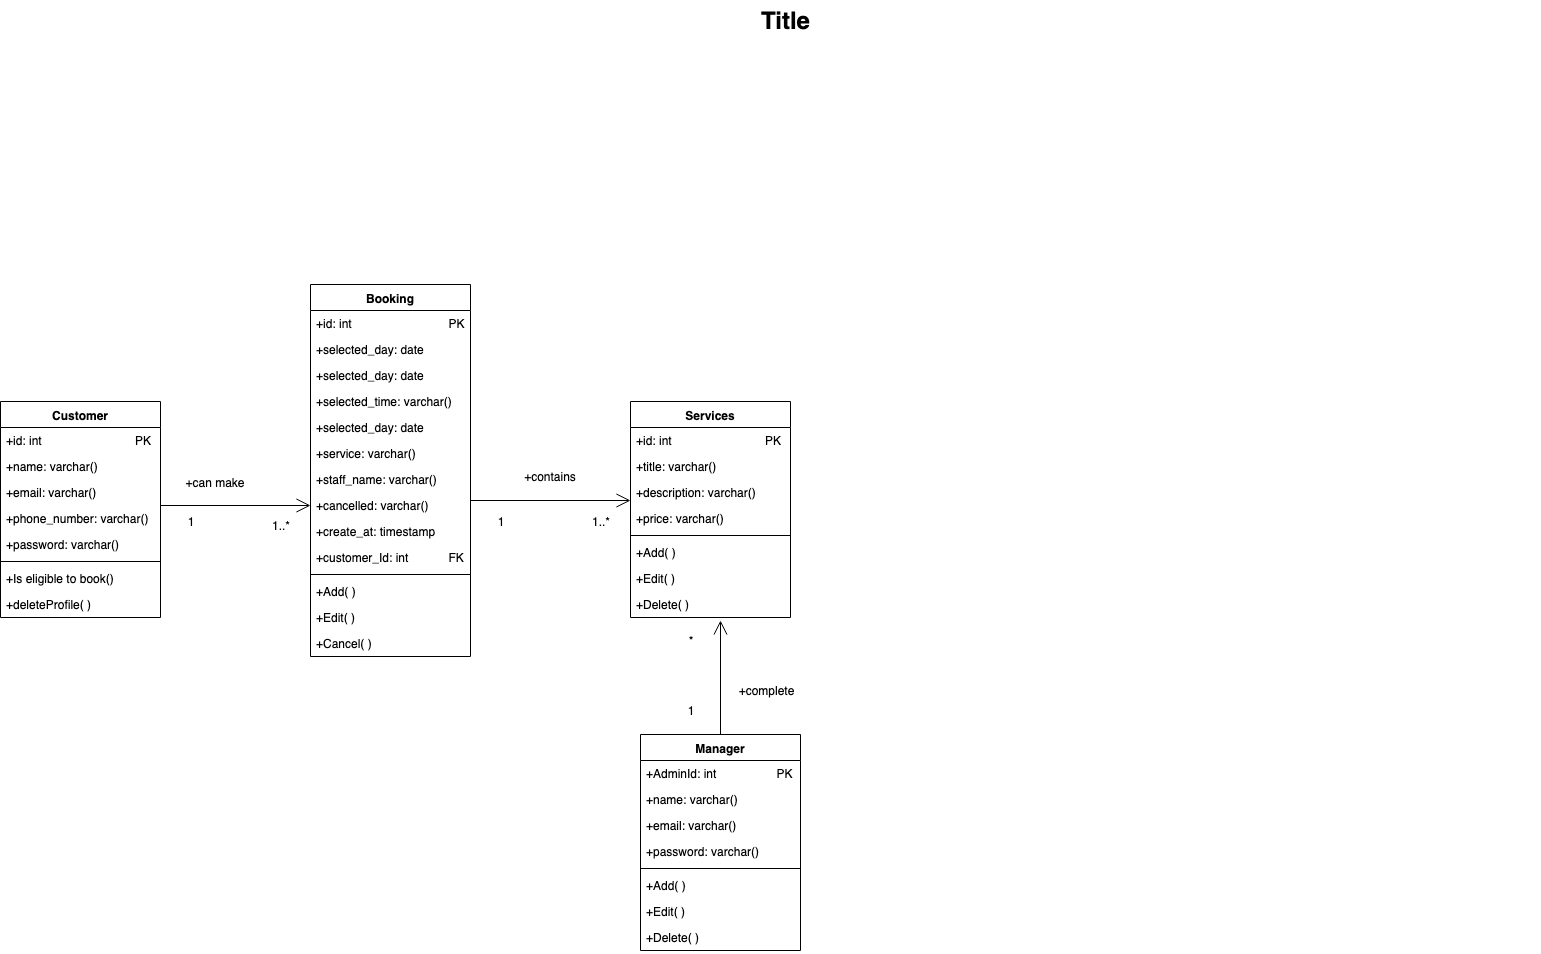 Title
Customer
+id: int PK
+name: varchar()
+email: varchar()
+phone_number: varchar()
+password: varchar()
+Is eligible to book()
+deleteProfile( )
+can make
1
1..*
Booking
+id: int PK
+selected_day: date
+selected_day: date
+selected_time: varchar()
+selected_day: date
+service: varchar()
+staff_name: varchar()
+cancelled: varchar()
+create_at: timestamp
+customer_Id: int FK
+Add( )
+Edit( )
+Cancel( )
+contains
1
1..*
Services
+id: int PK
+title: varchar()
+description: varchar()
+price: varchar()
+Add( )
+Edit( )
+Delete( )
*
+complete
1
Manager
+AdminId: int PK
+name: varchar()
+email: varchar()
+password: varchar()
+Add( )
+Edit( )
+Delete( )